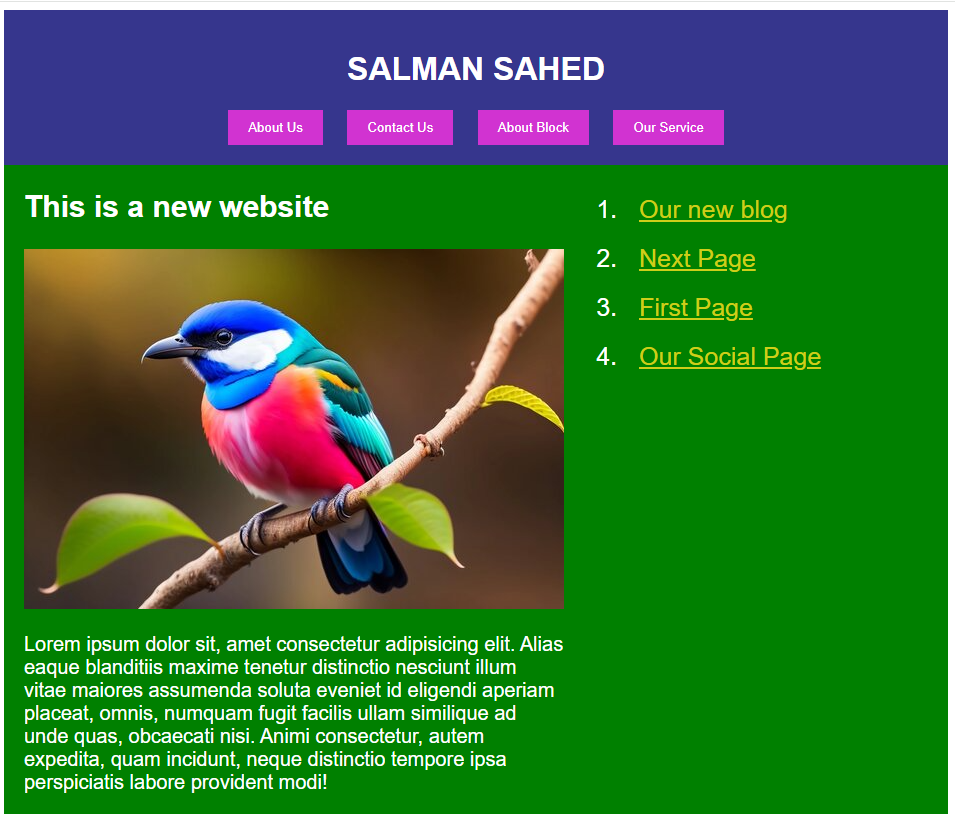 SALMAN SAHED
About Us
Contact Us
About Block
Our Service
This is a new website
Lorem ipsum dolor sit, amet consectetur adipisicing elit. Alias
eaque blanditiis maxime tenetur distinctio nesciunt illum
vitae maiores assumenda soluta eveniet id eligendi aperiam
placeat, omnis, numquam fugit facilis ullam similique ad
unde quas, obcaecati nisi. Animi consectetur, autem
expedita, quam incidunt, neque distinctio tempore ipsa
perspiciatis labore provident modi!
1. Our new blog
2. Next Page
3. First Page
4. Our Social Page